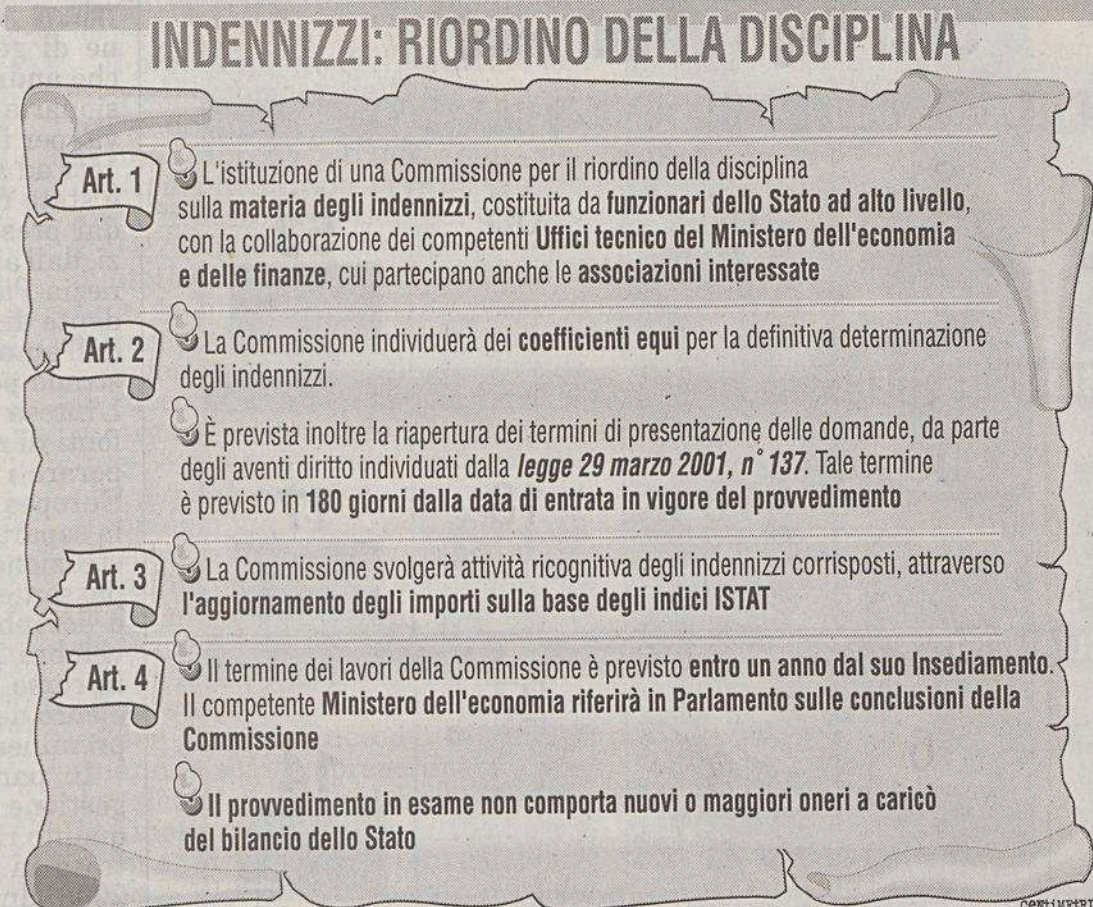 INDENNIZZI: RIORDINO DELLA DISCIPLINA
Art. 1
L'istituzione di una Commissione per il riordino della disciplina
sulla materia degli indennizzi, costituita da funzionari dello Stato ad alto livello,
con la collaborazione dei competenti Uffici tecnico del Ministero dell'economia
e delle finanze, cui partecipano anche le associazioni interessate
Art. 2
La Commissione individuerà dei coefficienti equi per la definitiva determinazione
degli indennizzi.
È prevista inoltre la riapertura dei termini di presentazione delle domande, da parte
degli aventi diritto individuati dalla legge 29 marzo 2001, n° 137. Tale termine
è previsto in 180 giorni dalla data di entrata in vigore del provvedimento
Art. 3
La Commissione svolgerà attività ricognitiva degli indennizzi corrisposti, attraverso
l'aggiornamento degli importi sulla base degli indici ISTAT
Art. 4
Il termine dei lavori della Commissione è previsto entro un anno dal suo Insediamento.
Il competente Ministero dell'economia riferirà in Parlamento sulle conclusioni della
Commissione
Il provvedimento in esame non comporta nuovi o maggiori oneri a caricò
del bilancio dello Stato
CENTIMETRI